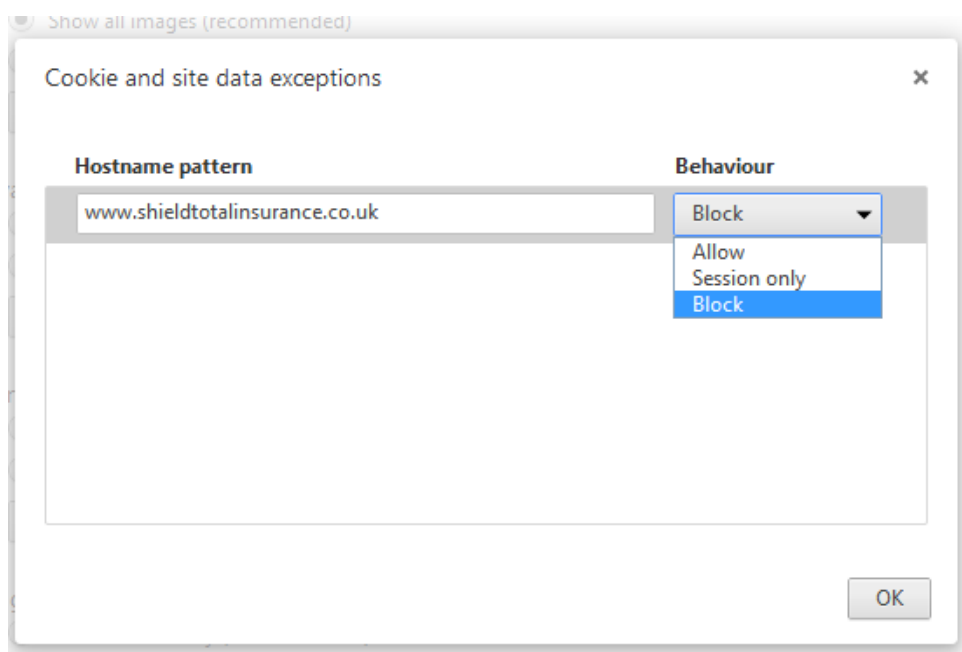 Show all images (recommended)
Cookie and site data exceptions
Hostname pattern Behaviour
www.shieldtotalinsurance.co.uk Block
Allow
Session only
Block
OK